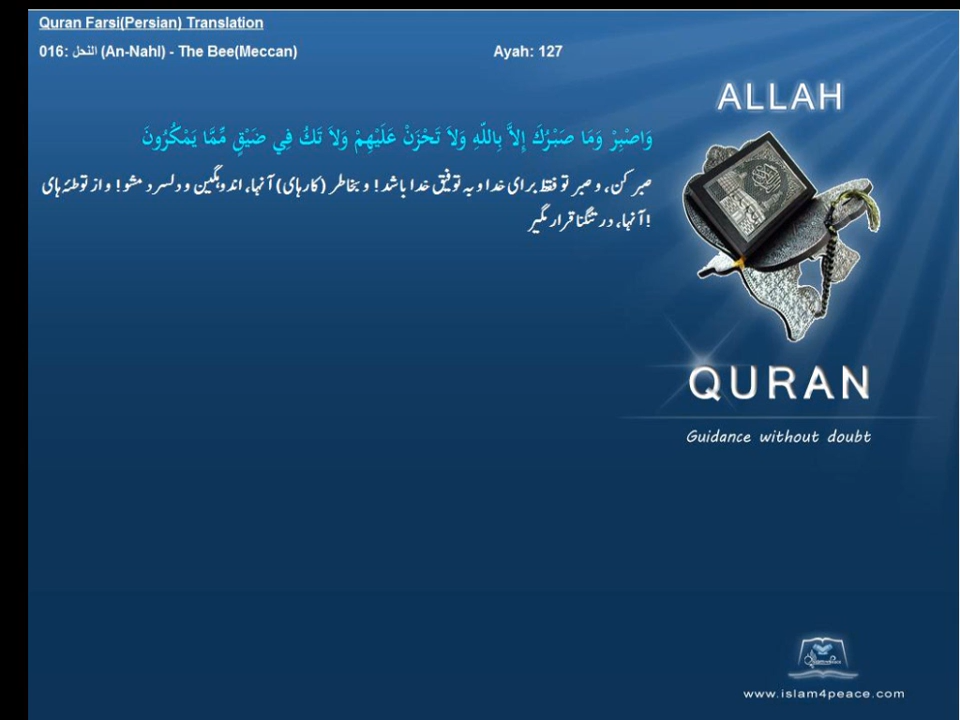 Quran Farsi(Persian) Translation
016: النحل (An-Nahl) - The Bee(Meccan) Ayah: 127
ALLAH
وَاصْبِرْ وَمَا صَبْرُكَ إِلاَّ بِاللّهِ وَلاَ تَحْزَنْ عَلَيْهِمْ وَلاَ تَكُ فِي ضَيْقٍ مِّمَّا يَمْكُرُونَ
صبر کن، و صبر تو فقط برای خدا و به توفیق خدا باشد! و بخاطر (کارهای) آنها، اندوهگین و دلسرد مشو! و از توطئه های
!آنها، در تنگنا قرار مگیر
QURAN
Guidance without doubt
www.islam4peace.com